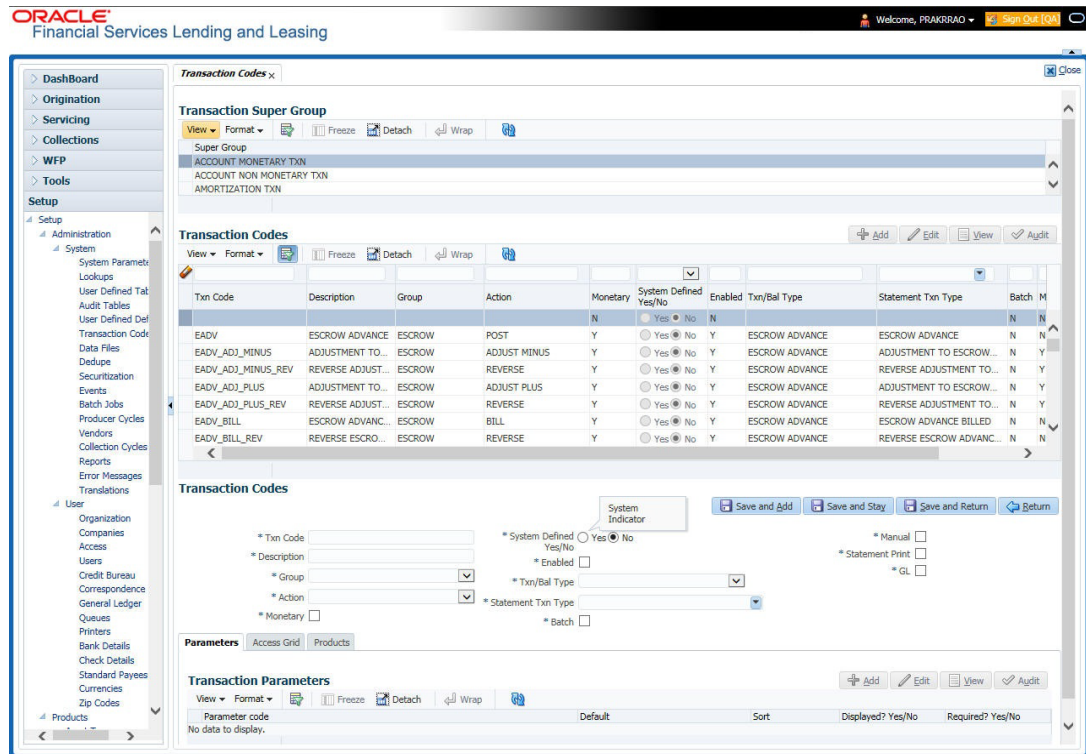 ORACLE
Financial Services Lending and Leasing
Welcome, PRAKRRAO
Sign Out [QA]
DashBoard
Origination
Servicing
Collections
WFP
Tools
Setup
Setup
Administration
System
System Paramete
Lookups
User Defined Tab
Audit Tables
User Defined Def
Transaction Code
Data Files
Dedupe
Securitization
Events
Batch Jobs
Producer Cycles
Vendors
Collection Cycles
Reports
Error Messages
Translations
User
Organization
Companies
Access
Users
Credit Bureau
Correspondence
General Ledger
Queues
Printers
Bank Details
Check Details
Standard Payees
Currencies
Zip Codes
Products
Transaction Codes
Close
Transaction Super Group
View Format Freeze Detach Wrap
Super Group
ACCOUNT MONETARY TXN
ACCOUNT NON MONETARY TXN
AMORTIZATION TXN
Transaction Codes
Add Edit View Audit
View Format Freeze Detach Wrap
Txn Code Description Group Action Monetary System Defined Yes/No Enabled Txn/Bal Type Statement Txn Type Batch M
N Yes No N N N
EADV ESCROW ADVANCE ESCROW POST Y Yes No Y ESCROW ADVANCE ESCROW ADVANCE N N
EADV_ADJ_MINUS ADJUSTMENT TO... ESCROW ADJUST MINUS Y Yes No Y ESCROW ADVANCE ADJUSTMENT TO ESCROW... N Y
EADV_ADJ_MINUS_REV REVERSE ADJUST... ESCROW REVERSE Y Yes No Y ESCROW ADVANCE REVERSE ADJUSTMENT TO... N Y
EADV_ADJ_PLUS ADJUSTMENT TO... ESCROW ADJUST PLUS Y Yes No Y ESCROW ADVANCE ADJUSTMENT TO ESCROW... N Y
EADV_ADJ_PLUS_REV REVERSE ADJUST... ESCROW REVERSE Y Yes No Y ESCROW ADVANCE REVERSE ADJUSTMENT TO... N Y
EADV_BILL ESCROW ADVANC... ESCROW BILL Y Yes No Y ESCROW ADVANCE ESCROW ADVANCE BILLED N N
EADV_BILL_REV REVERSE ESCRO... ESCROW REVERSE Y Yes No Y ESCROW ADVANCE REVERSE ESCROW ADVANC... N N
Transaction Codes
Save and Add Save and Stay Save and Return Return
System Indicator
* Txn Code
* Description
* Group
* Action
* Monetary
* System Defined Yes/No Yes No
* Enabled
* Txn/Bal Type
* Statement Txn Type
* Batch
* Manual
* Statement Print
* GL
Parameters Access Grid Products
Transaction Parameters
Add Edit View Audit
View Format Freeze Detach Wrap
Parameter code Default Sort Displayed? Yes/No Required? Yes/No
No data to display.